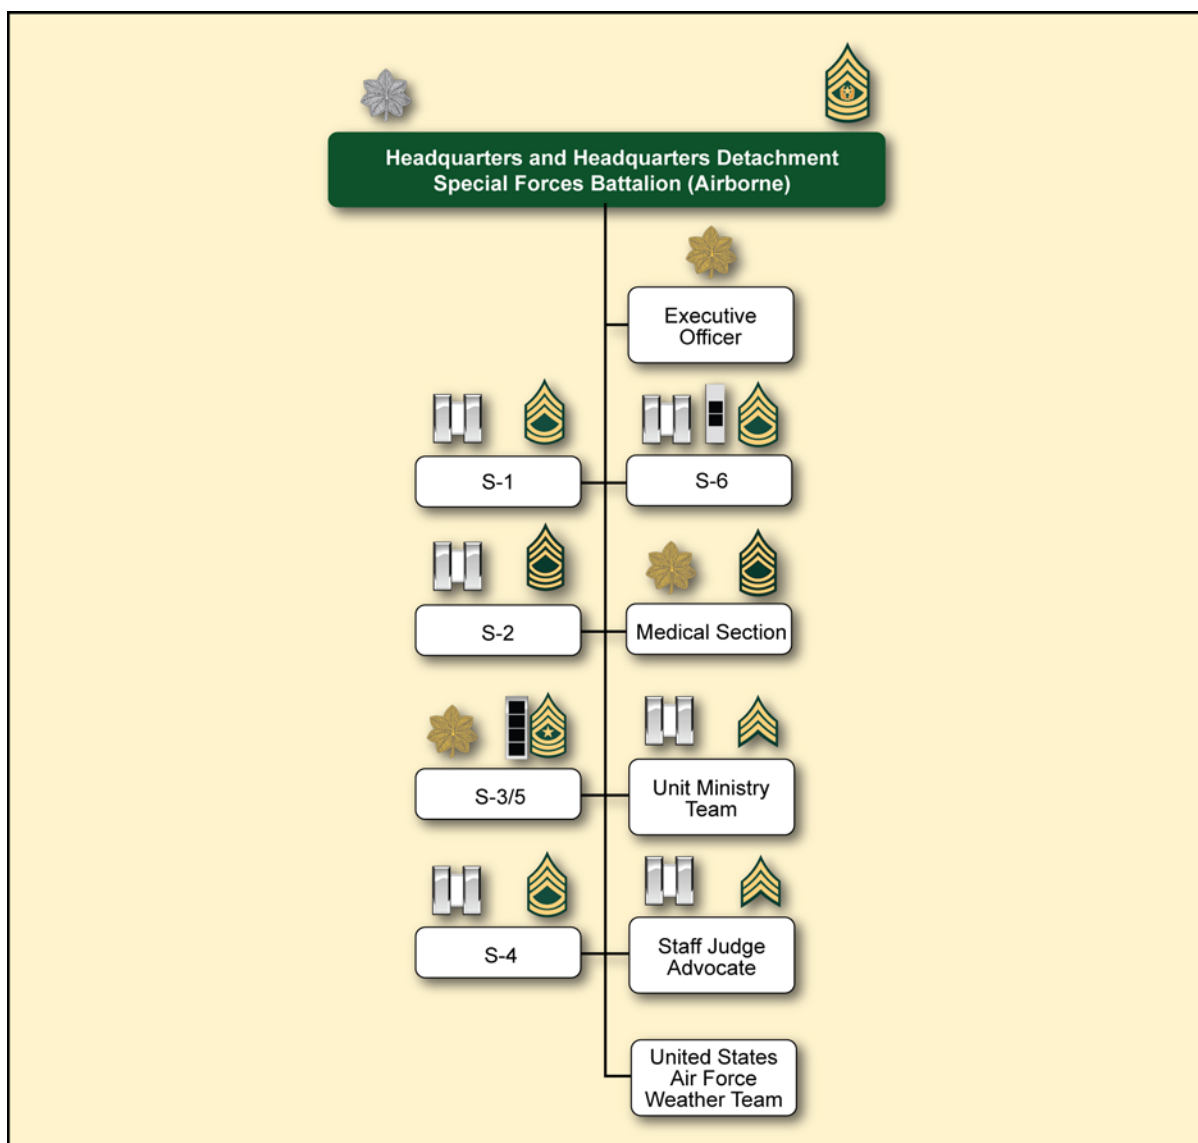 Headquarters and Headquarters Detachment
Special Forces Battalion (Airborne)
Executive
Officer
S-1
S-6
S-2
Medical Section
S-3/5
Unit Ministry
Team
S-4
Staff Judge
Advocate
United States
Air Force
Weather Team